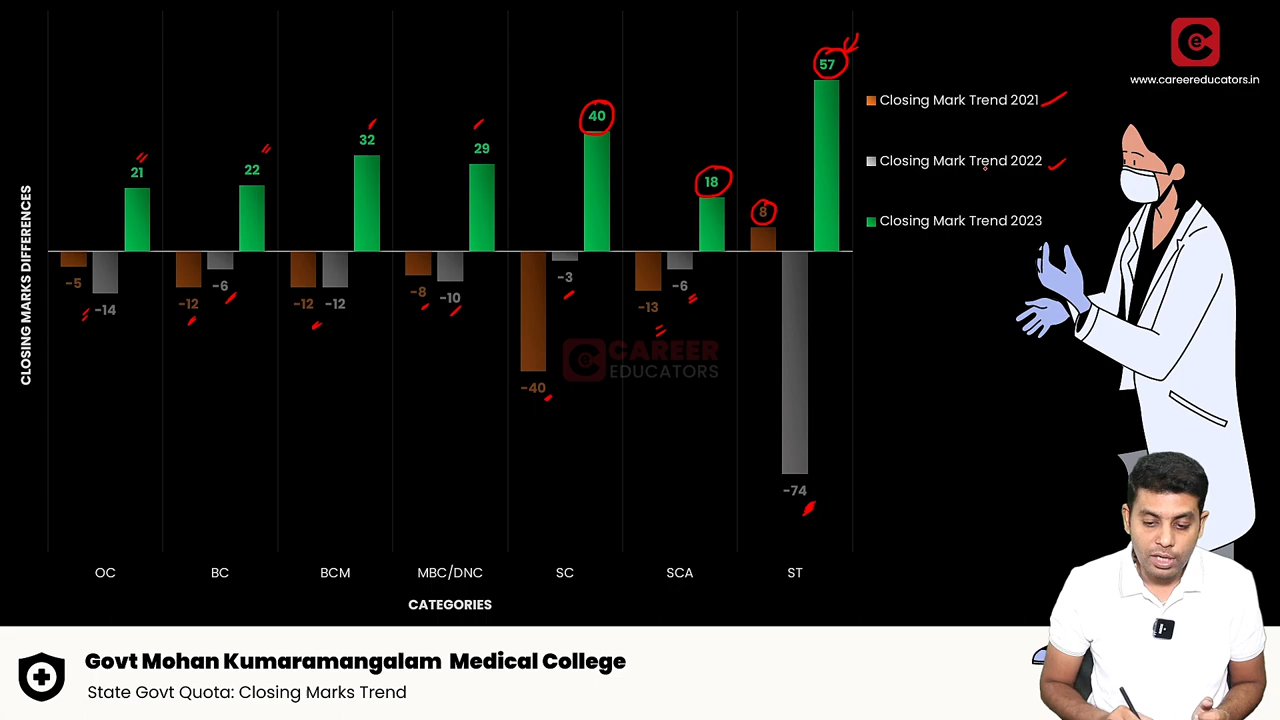 57
www.careereducators.in
Closing Mark Trend 2021
40
32
29
Closing Mark Trend 2022
21
22
18
8
Closing Mark Trend 2023
CLOSING MARKS DIFFERENCES
-5
-14
-12
-6
-12
-12
-8
-10
-3
-13
-6
CAREER
EDUCATORS
-40
-74
OC
BC
BCM
MBC/DNC
SC
SCA
ST
CATEGORIES
Govt Mohan Kumaramangalam Medical College
State Govt Quota: Closing Marks Trend